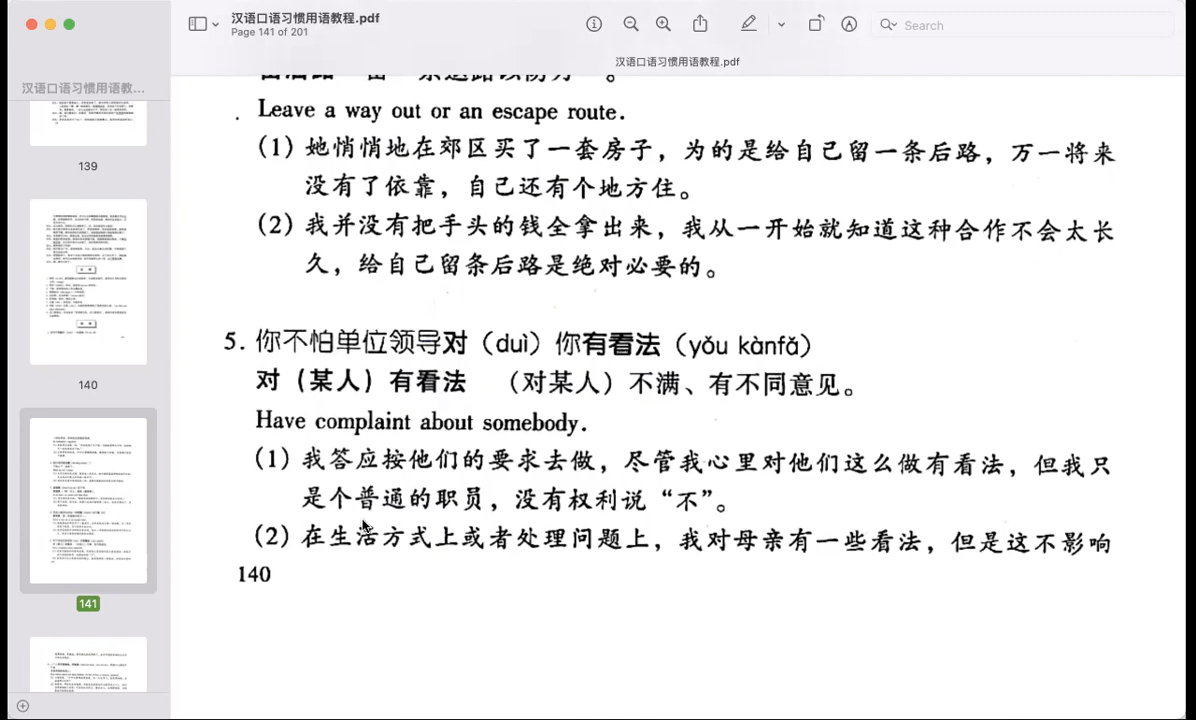 汉语口语习惯用语教程.pdf
Page 141 of 201
Search
汉语口语习惯用语教程.pdf
汉语口语习惯用语教...
139
140
141
Leave a way out or an escape route.
(1) 她悄悄地在郊区买了一套房子，为的是给自己留一条后路，万一将来
没有了依靠，自己还有个地方住。
(2) 我并没有把手头的钱全拿出来，我从一开始就知道这种合作不会太长
久，给自己留条后路是绝对必要的。
5. 你不怕单位领导对（duì）你有看法（yǒu kànfǎ）
对（某人）有看法 （对某人）不满、有不同意见。
Have complaint about somebody.
(1) 我答应按他们的要求去做，尽管我心里对他们这么做有看法，但我只
是个普通的职员，没有权利说“不”。
(2) 在生活方式上或者处理问题上，我对母亲有一些看法，但是这不影响
140